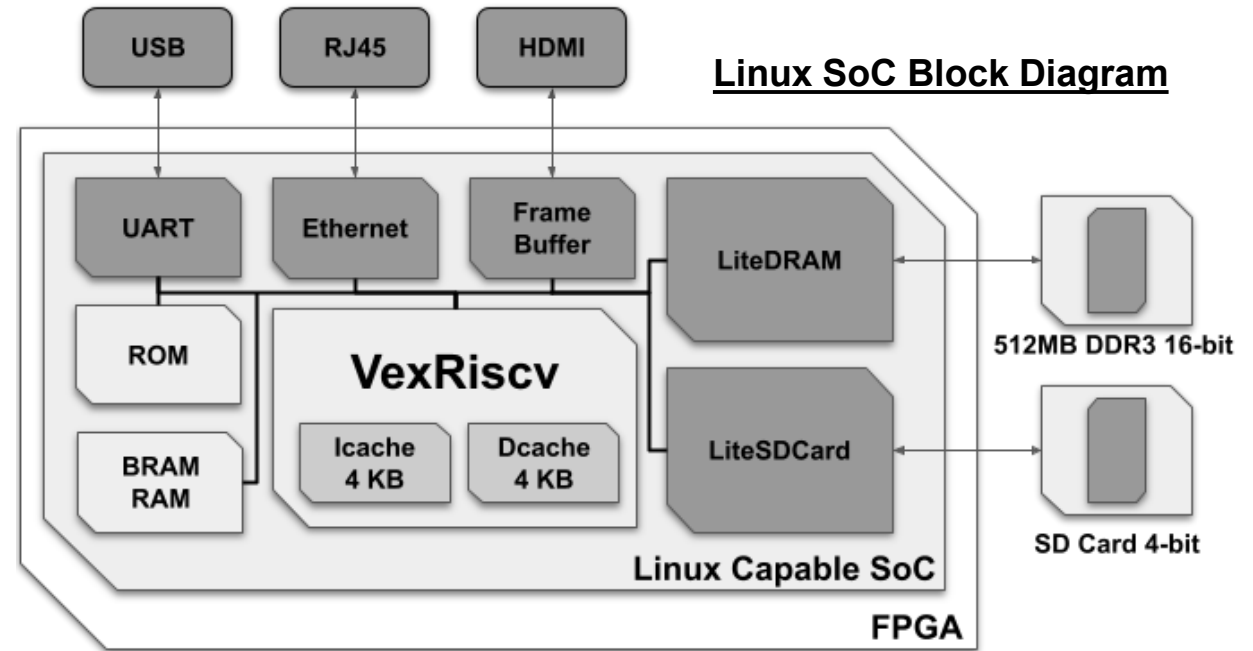 USB
RJ45
HDMI
Linux SoC Block Diagram
UART
Ethernet
Frame
Buffer
LiteDRAM
512MB DDR3 16-bit
ROM
VexRiscv
Icache
4 KB
Dcache
4 KB
BRAM
RAM
LiteSDCard
SD Card 4-bit
Linux Capable SoC
FPGA